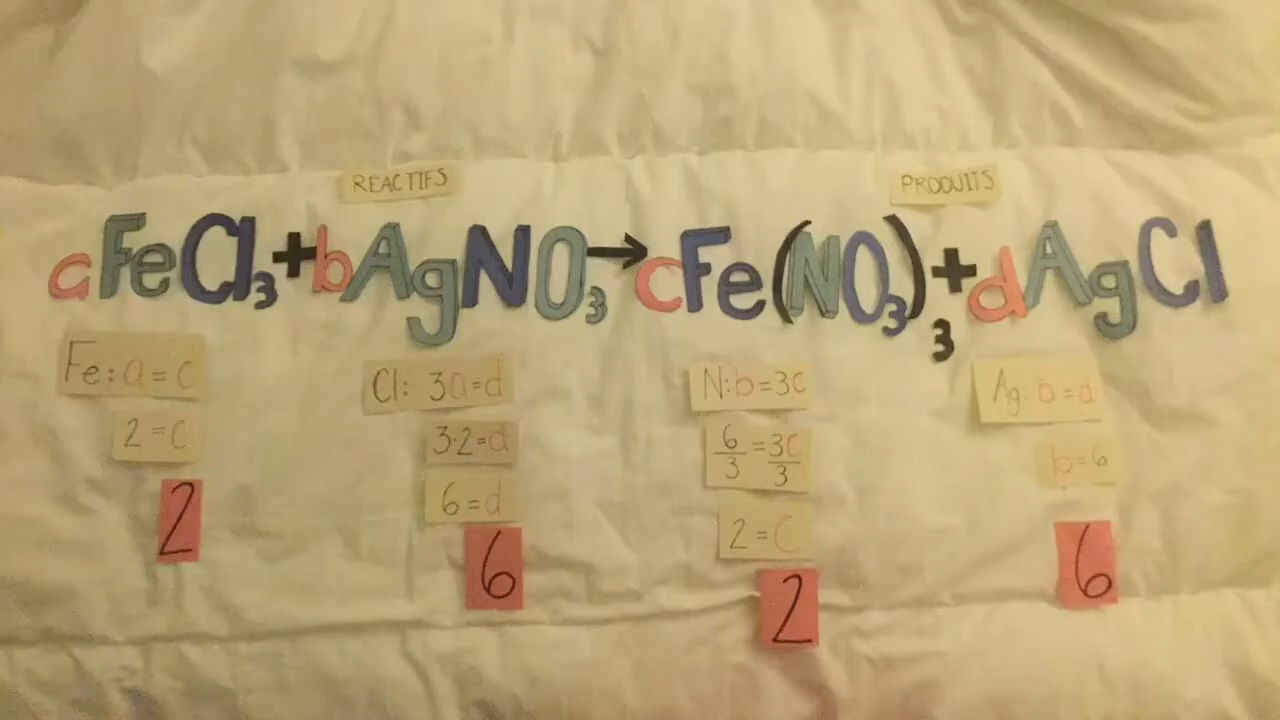 REACTIFS
PRODUITS
aFeCl₃+bAgNO₃→cFe(NO₃)₃+dAgCl
Fe: a=c
2=c
2
Cl: 3a=d
3·2=d
6=d
6
N: b=3c
6/3=3c/3
2=c
2
Ag: b=d
b=6
6